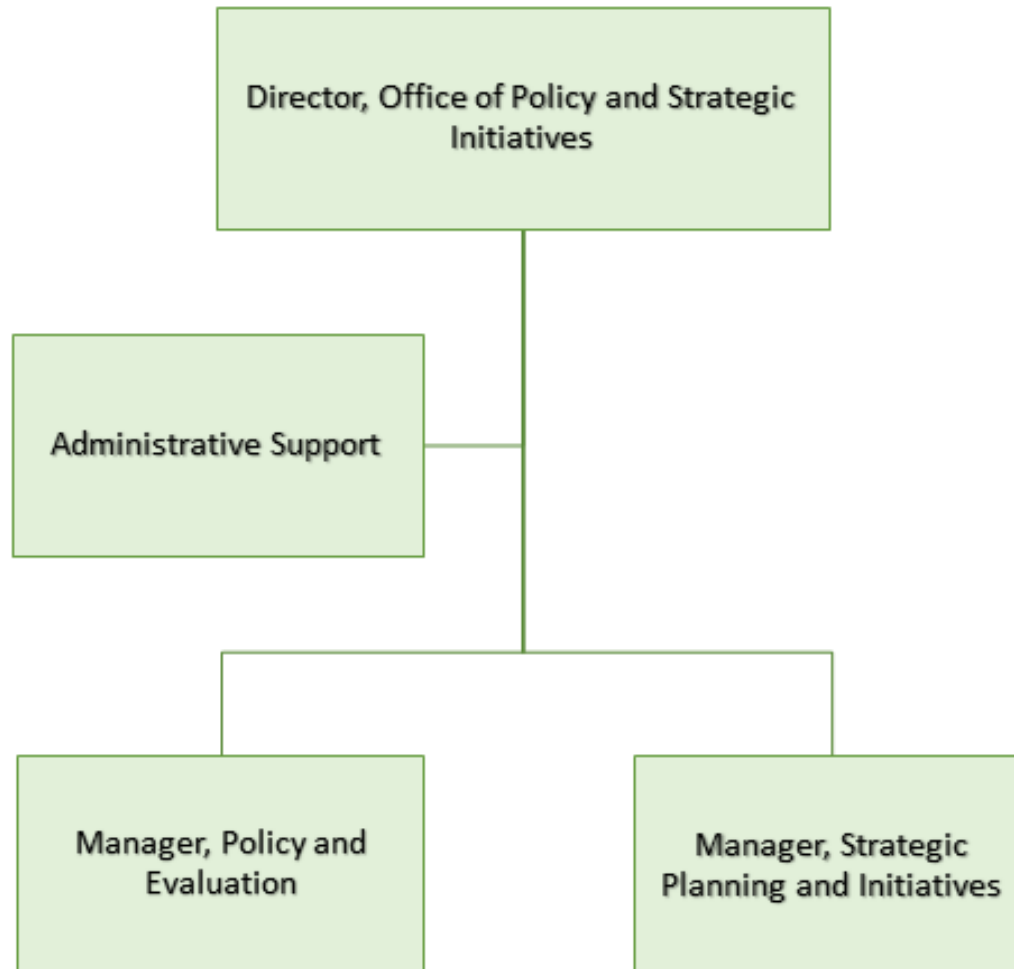 Director, Office of Policy and Strategic
Initiatives
Administrative Support
Manager, Policy and
Evaluation
Manager, Strategic
Planning and Initiatives